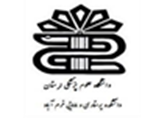 دانشگاه علوم پزشکی لرستان
دانشکده پرستاری و مامایی خرم آباد